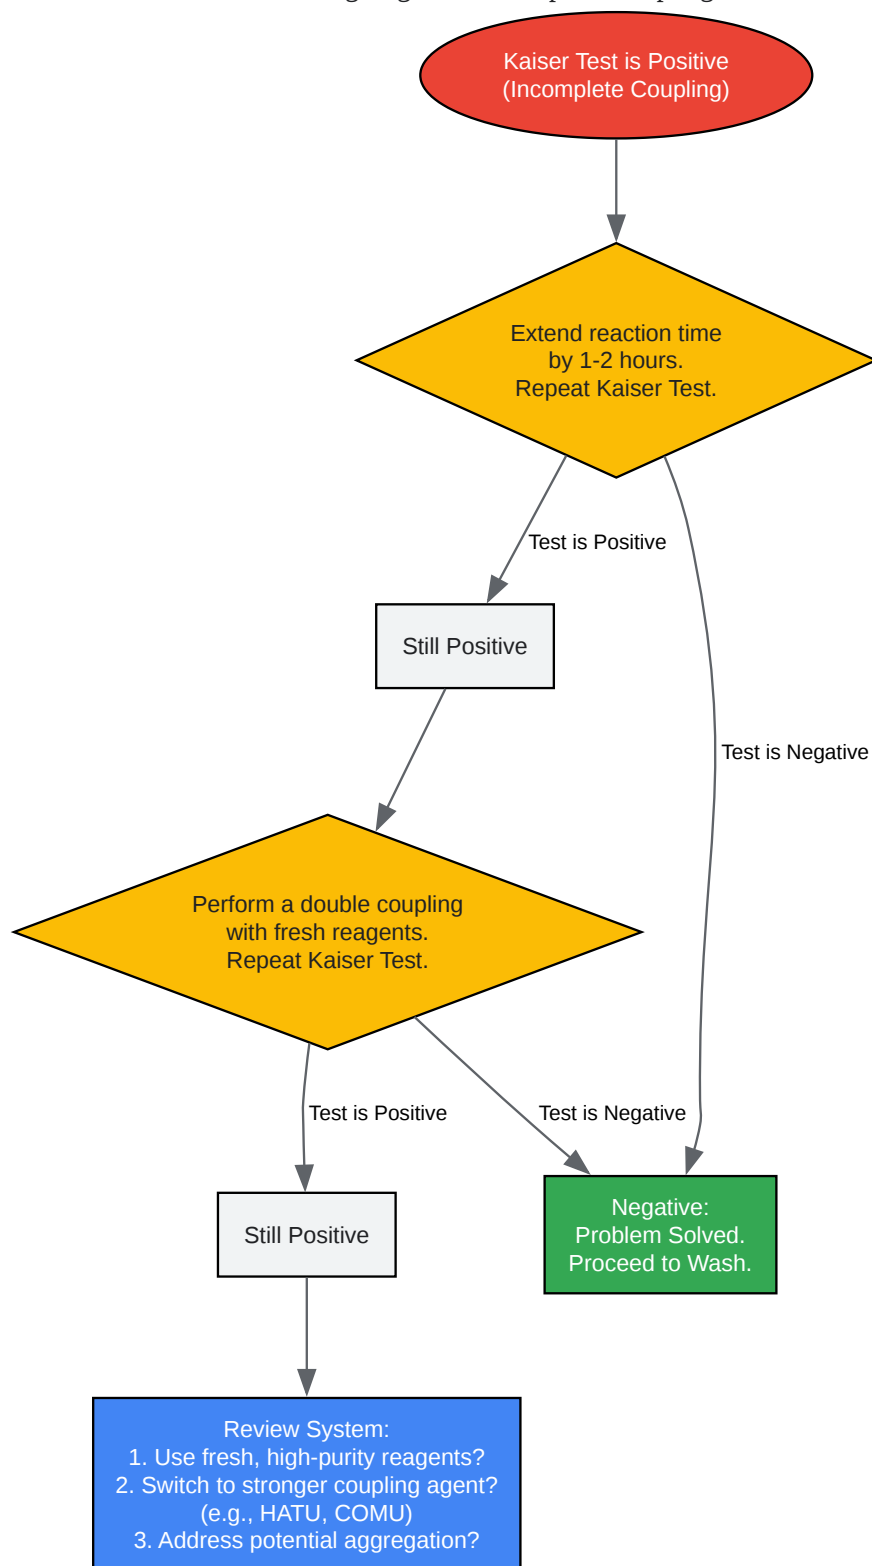 Kaiser Test is Positive
(Incomplete Coupling)
Extend reaction time
by 1-2 hours.
Repeat Kaiser Test.
Test is Positive
Still Positive
Test is Negative
Perform a double coupling
with fresh reagents.
Repeat Kaiser Test.
Test is Positive
Test is Negative
Still Positive
Negative:
Problem Solved.
Proceed to Wash.
Review System:
1. Use fresh, high-purity reagents?
2. Switch to stronger coupling agent?
(e.g., HATU, COMU)
3. Address potential aggregation?